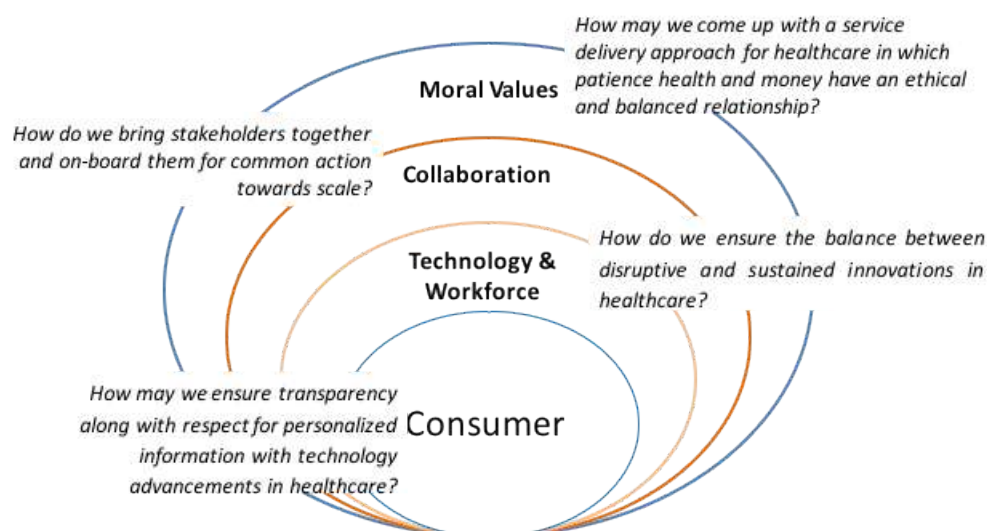 How may we come up with a service
delivery approach for healthcare in which
patience health and money have an ethical
and balanced relationship?
Moral Values
How do we bring stakeholders together
and on-board them for common action
towards scale?
Collaboration
How do we ensure the balance between
disruptive and sustained innovations in
healthcare?
Technology &
Workforce
How may we ensure transparency
along with respect for personalized
information with technology
advancements in healthcare?
Consumer